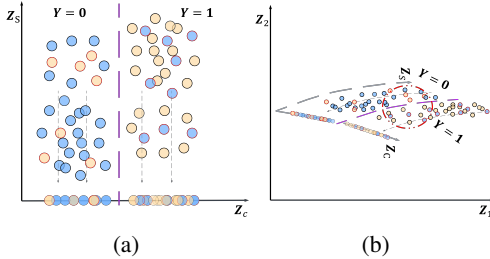 Z_S
Y = 0
Y = 1
Z_c
(a)
Z_2
Z_S
Y = 0
Y = 1
Z_C
Z_1
(b)